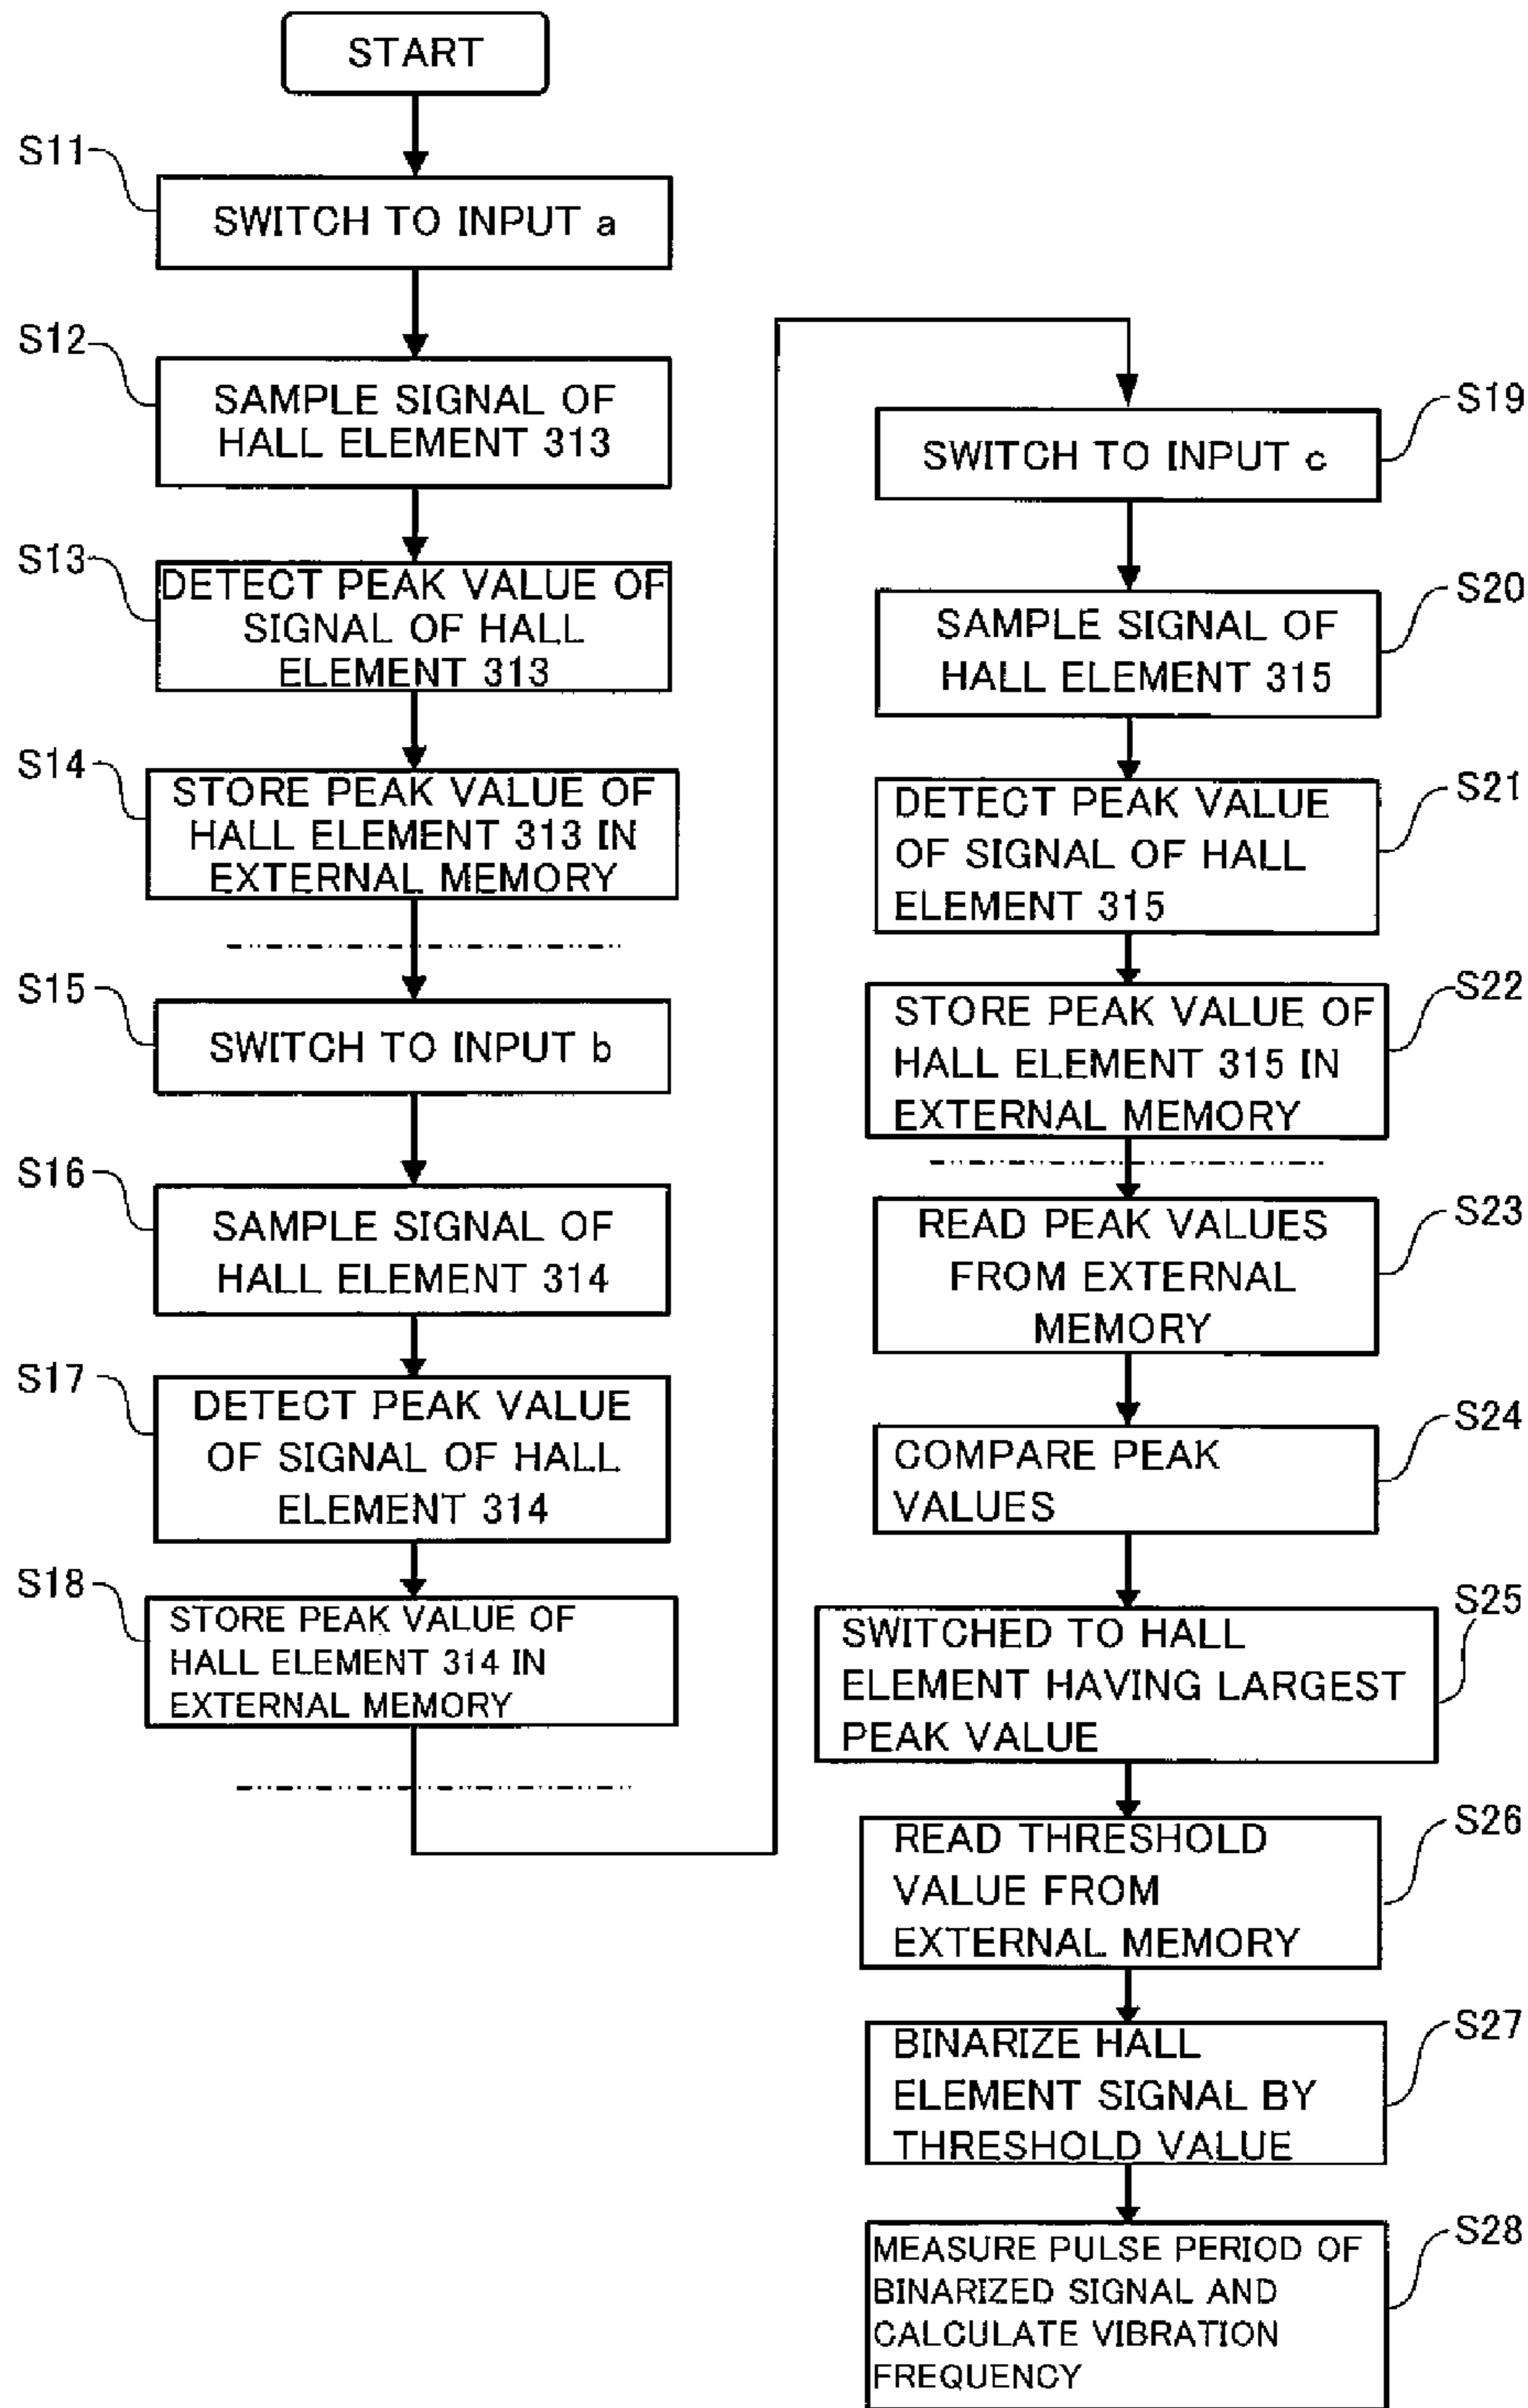 START
S11
SWITCH TO INPUT a
S12
SAMPLE SIGNAL OF
HALL ELEMENT 313
S13
DETECT PEAK VALUE OF
SIGNAL OF HALL
ELEMENT 313
S14
STORE PEAK VALUE OF
HALL ELEMENT 313 IN
EXTERNAL MEMORY
S15
SWITCH TO INPUT b
S16
SAMPLE SIGNAL OF
HALL ELEMENT 314
S17
DETECT PEAK VALUE
OF SIGNAL OF HALL
ELEMENT 314
S18
STORE PEAK VALUE OF
HALL ELEMENT 314 IN
EXTERNAL MEMORY
S19
SWITCH TO INPUT c
S20
SAMPLE SIGNAL OF
HALL ELEMENT 315
S21
DETECT PEAK VALUE
OF SIGNAL OF HALL
ELEMENT 315
S22
STORE PEAK VALUE OF
HALL ELEMENT 315 IN
EXTERNAL MEMORY
S23
READ PEAK VALUES
FROM EXTERNAL
MEMORY
S24
COMPARE PEAK
VALUES
S25
SWITCHED TO HALL
ELEMENT HAVING LARGEST
PEAK VALUE
S26
READ THRESHOLD
VALUE FROM
EXTERNAL MEMORY
S27
BINARIZE HALL
ELEMENT SIGNAL BY
THRESHOLD VALUE
S28
MEASURE PULSE PERIOD OF
BINARIZED SIGNAL AND
CALCULATE VIBRATION
FREQUENCY